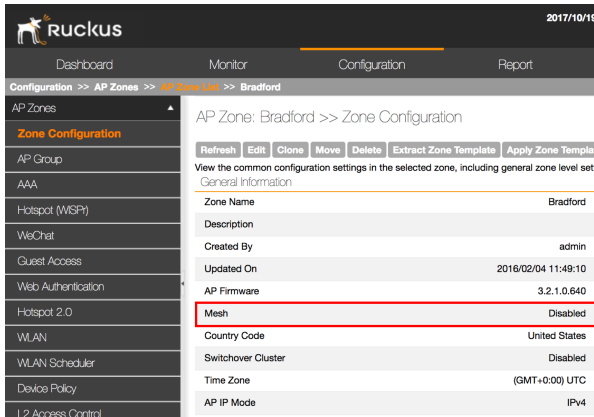 Ruckus
2017/10/19
Dashboard Monitor Configuration Report
Configuration >> AP Zones >> AP Zone List >> Bradford
AP Zones
Zone Configuration
AP Group
AAA
Hotspot (WISPr)
WeChat
Guest Access
Web Authentication
Hotspot 2.0
WLAN
WLAN Scheduler
Device Policy
L2 Access Control
AP Zone: Bradford >> Zone Configuration
Refresh Edit Clone Move Delete Extract Zone Template Apply Zone Templa
View the common configuration settings in the selected zone, including general zone level set
General Information
Zone Name Bradford
Description
Created By admin
Updated On 2016/02/04 11:49:10
AP Firmware 3.2.1.0.640
Mesh Disabled
Country Code United States
Switchover Cluster Disabled
Time Zone (GMT+0:00) UTC
AP IP Mode IPv4